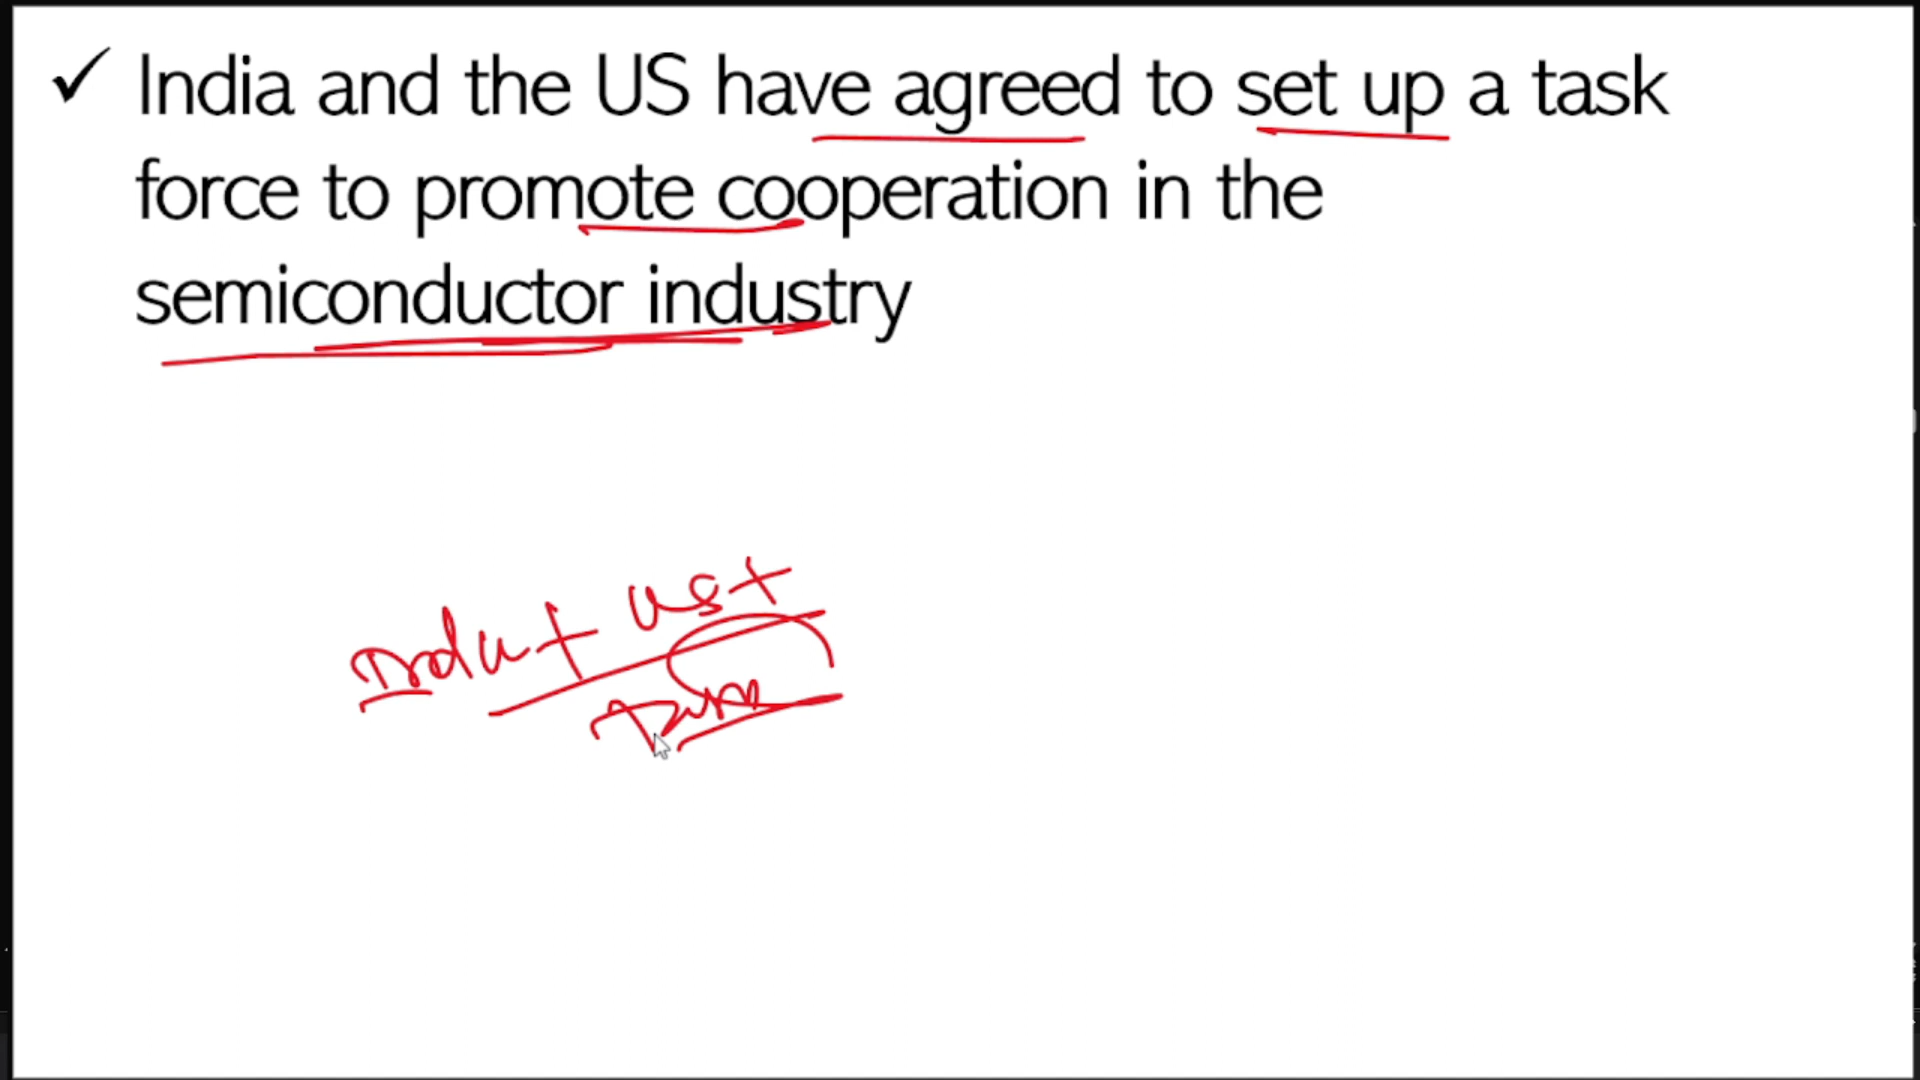 ✓ India and the US have agreed to set up a task
force to promote cooperation in the
semiconductor industry
India + US +